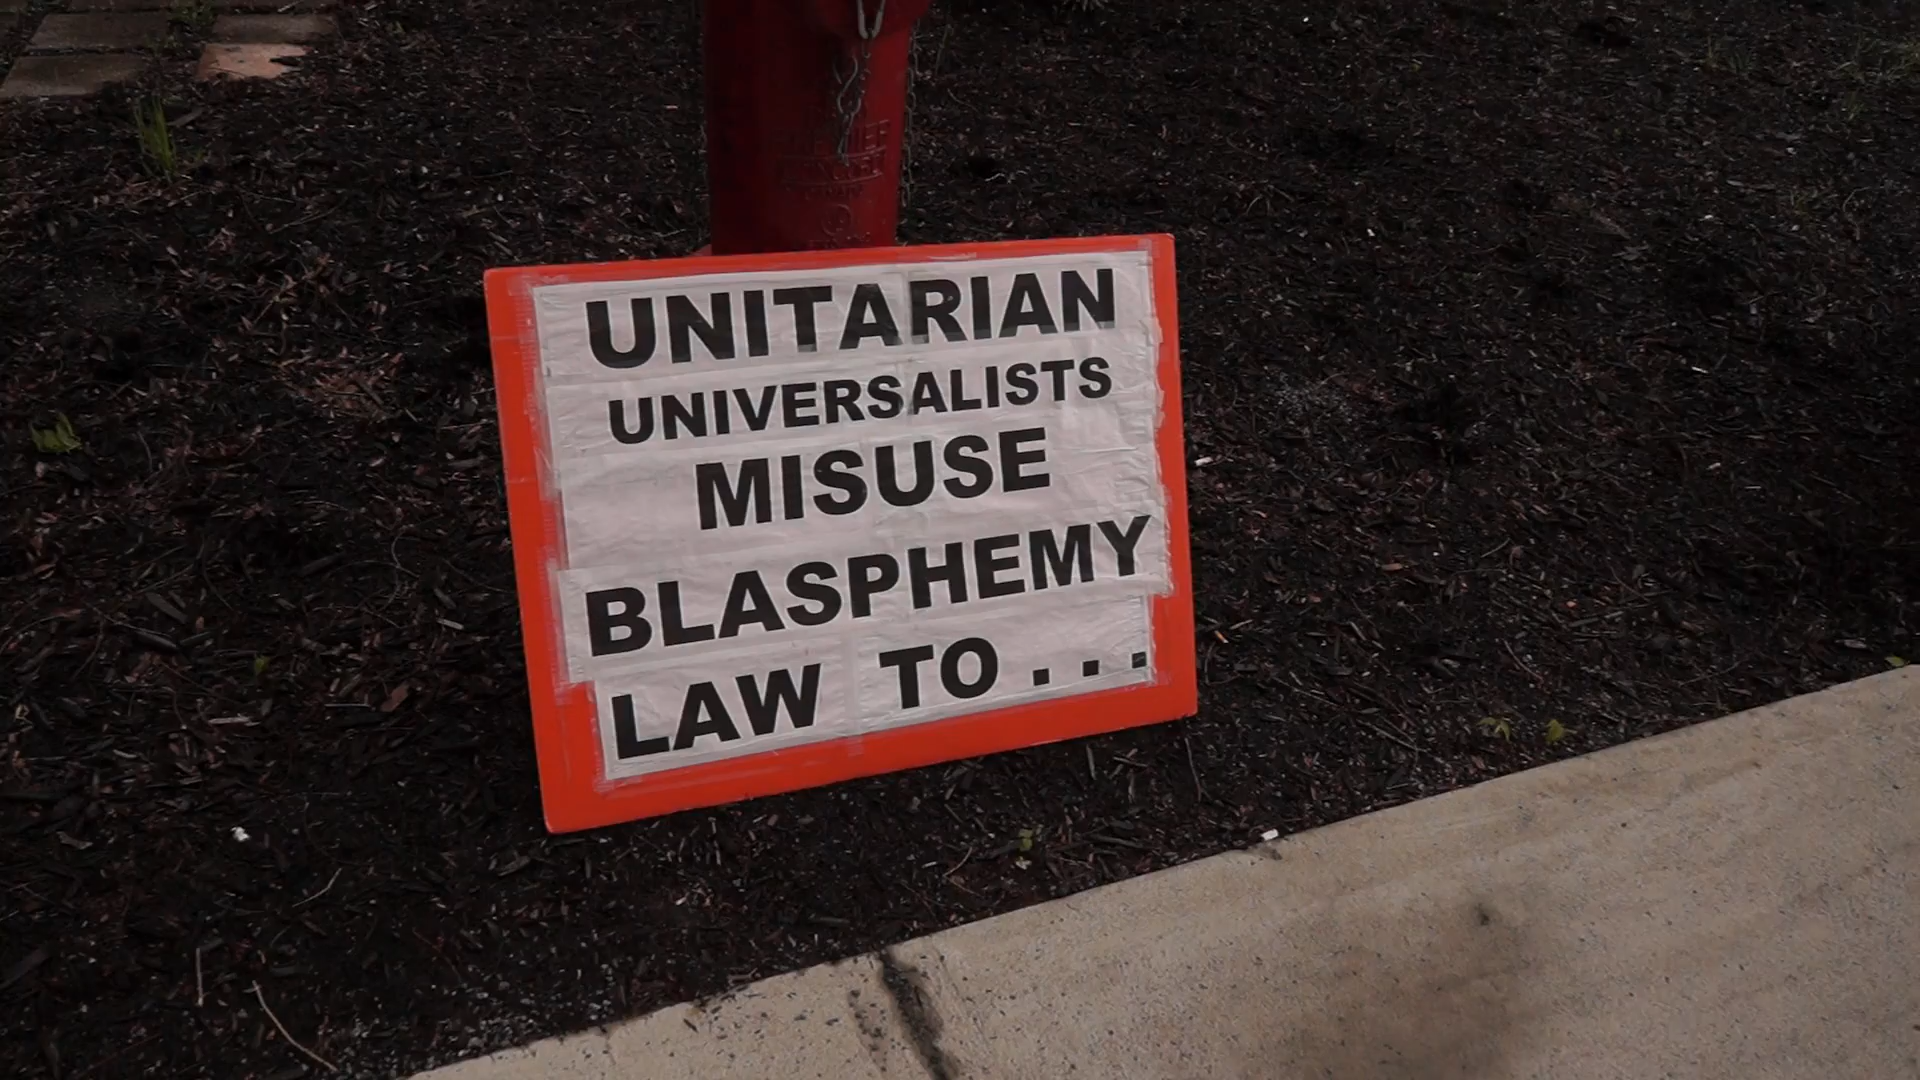 UNITARIAN
UNIVERSALISTS
MISUSE
BLASPHEMY
LAW TO . . .